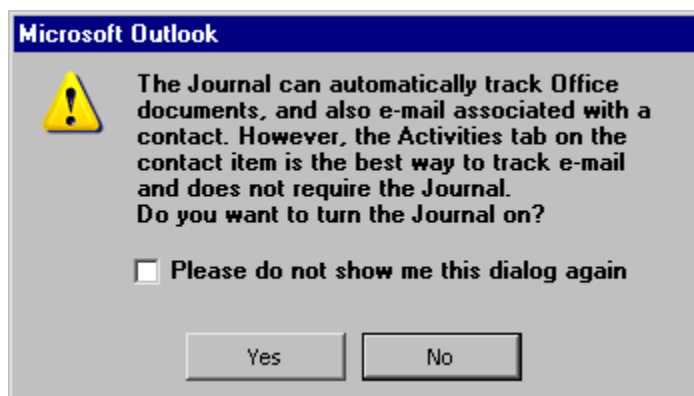 Microsoft Outlook
The Journal can automatically track Office
documents, and also e-mail associated with a
contact. However, the Activities tab on the
contact item is the best way to track e-mail
and does not require the Journal.
Do you want to turn the Journal on?
Please do not show me this dialog again
Yes No